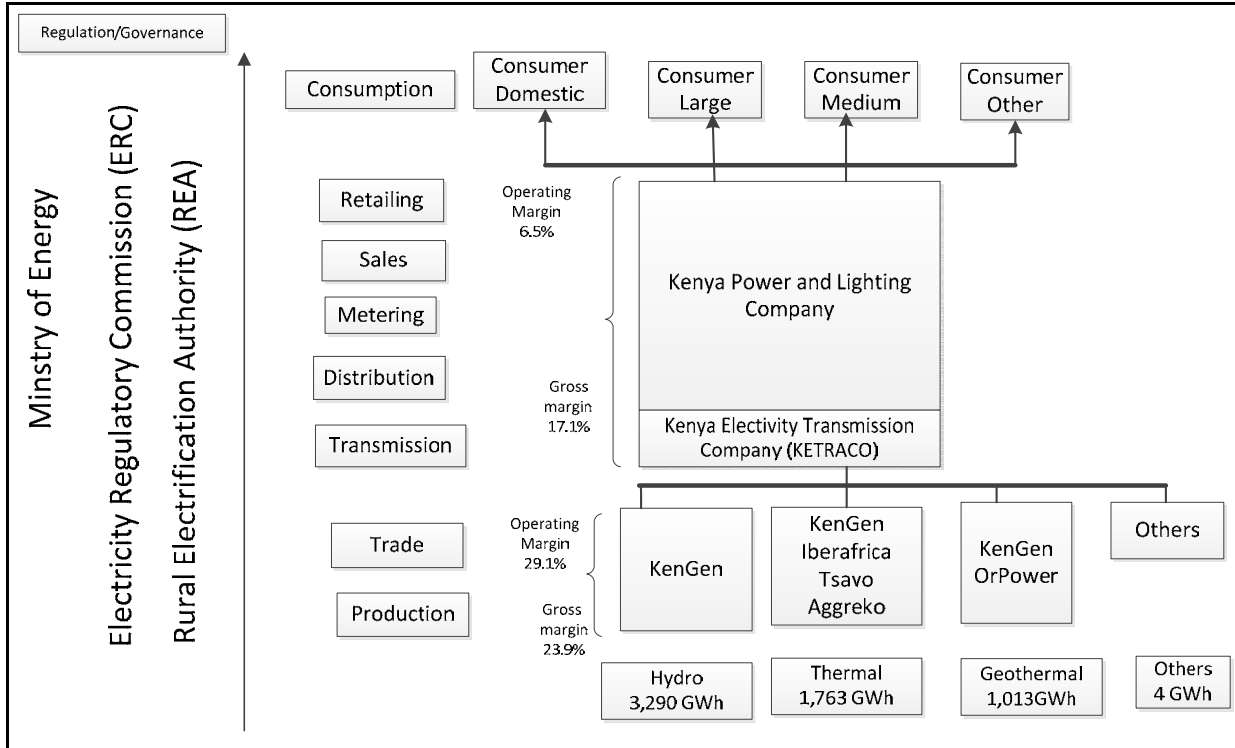 Regulation/Governance
Minstry of Energy
Electricity Regulatory Commission (ERC)
Rural Electrification Authority (REA)
Consumption
Consumer
Domestic
Consumer
Large
Consumer
Medium
Consumer
Other
Retailing
Sales
Metering
Distribution
Transmission
Operating
Margin
6.5%
Gross
margin
17.1%
Kenya Power and Lighting
Company
Kenya Electivity Transmission
Company (KETRACO)
Trade
Production
Operating
Margin
29.1%
Gross
margin
23.9%
KenGen
KenGen
Iberafrica
Tsavo
Aggreko
KenGen
OrPower
Others
Hydro
3,290 GWh
Thermal
1,763 GWh
Geothermal
1,013GWh
Others
4 GWh